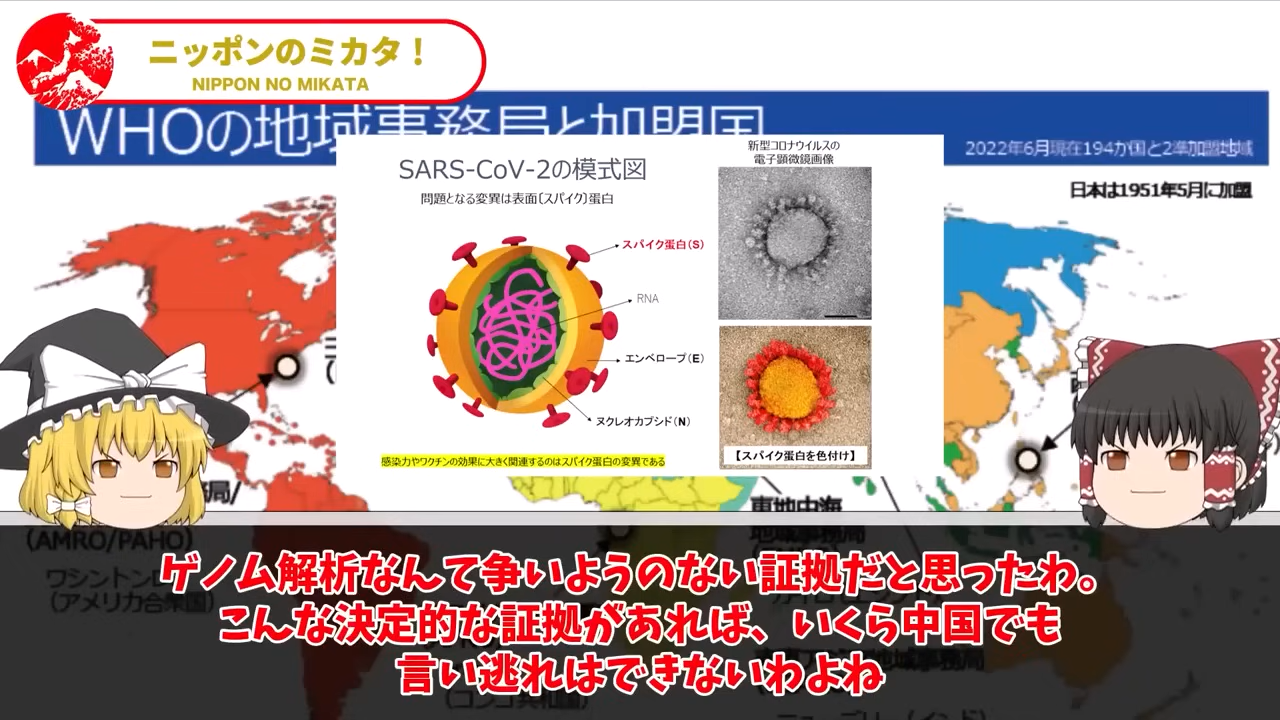 ニッポンのミカタ！
NIPPON NO MIKATA
WHOの地域事務局と加盟国
2022年6月現在194か国と2準加盟地域
日本は1951年5月に加盟
SARS-CoV-2の模式図
問題となる変異は表面〔スパイク〕蛋白
新型コロナウイルスの
電子顕微鏡画像
スパイク蛋白(S)
RNA
エンベロープ(E)
ヌクレオカプシド(N)
感染力やワクチンの効果に大きく関連するのはスパイク蛋白の変異である
【スパイク蛋白を色付け】
(AMRO/PAHO)
ワシントン
(アメリカ合衆国)
東地中海
地域事務局
(コンゴ共和国)
ゲノム解析なんて争いようのない証拠だと思ったわ。
こんな決定的な証拠があれば、いくら中国でも
言い逃れはできないわよね